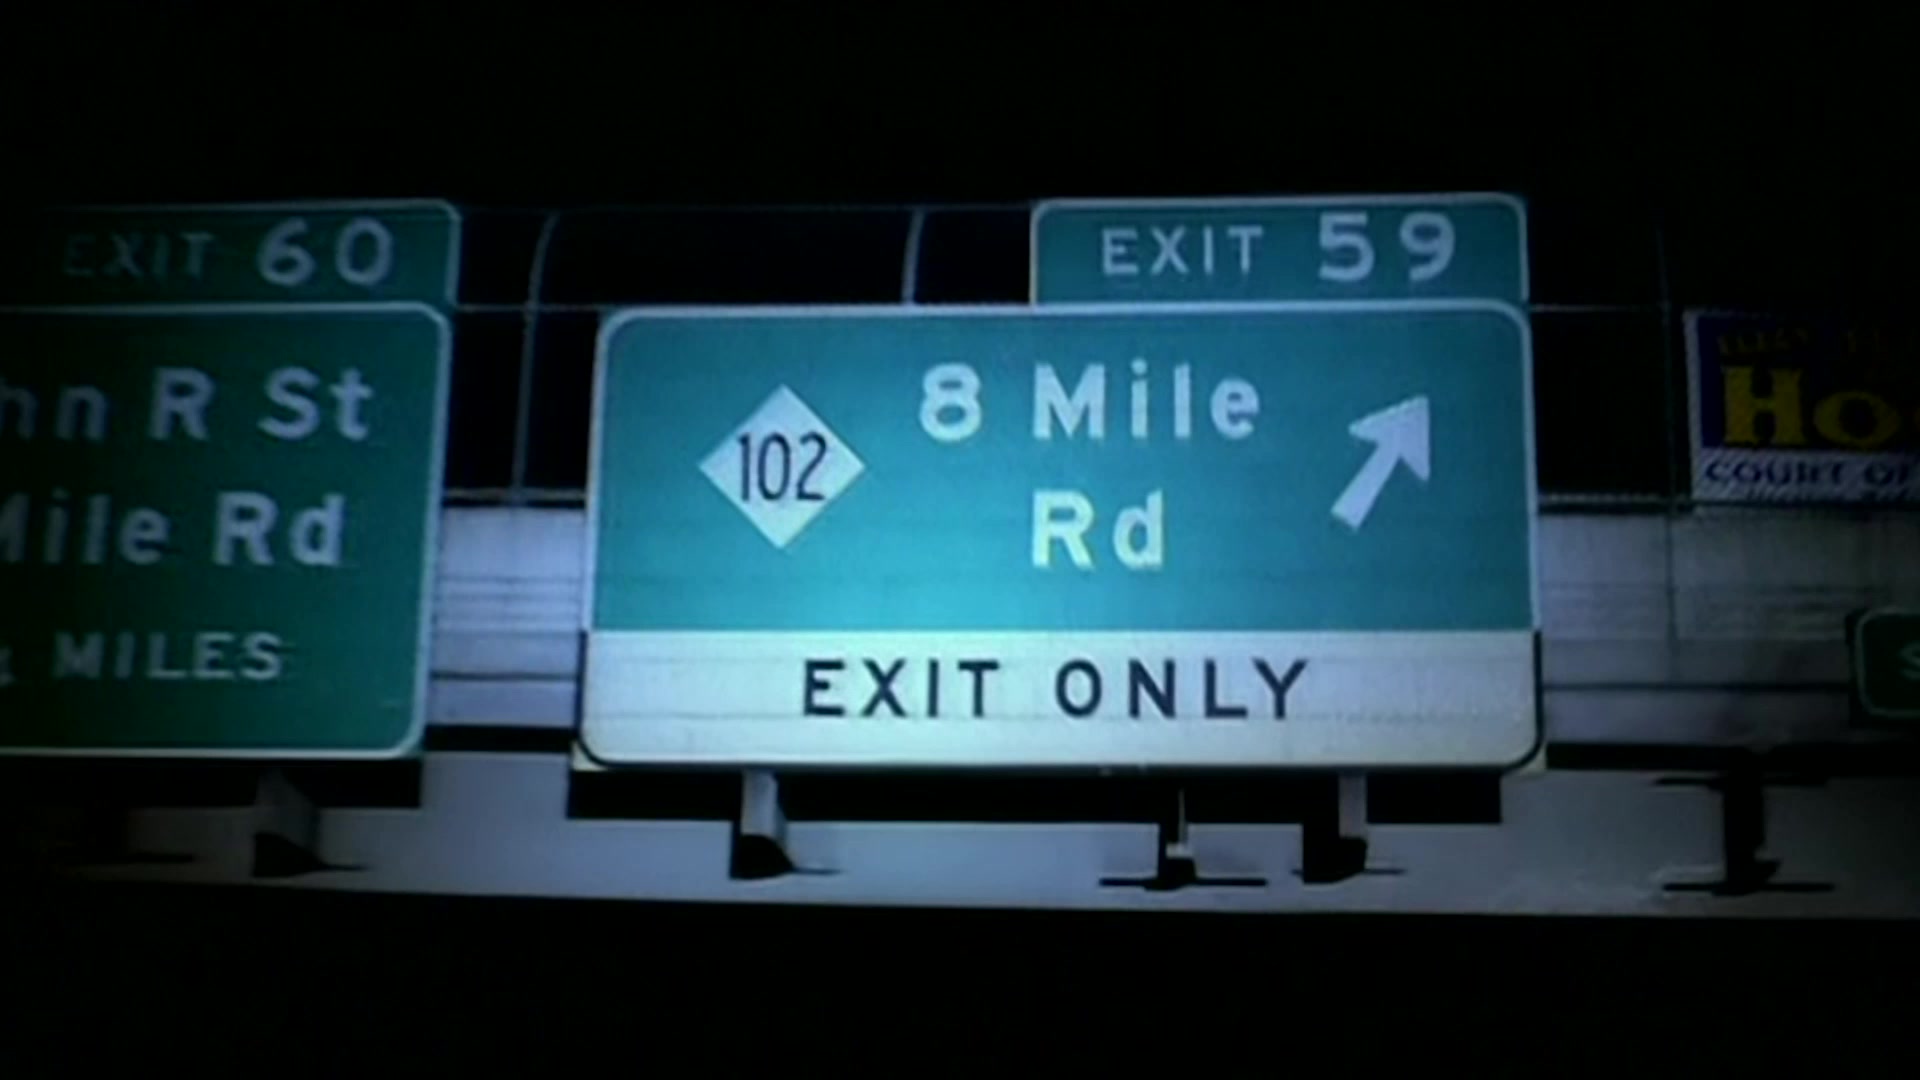 EXIT 60
hn R St
Mile Rd
MILES
EXIT 59
102
8 Mile
Rd
EXIT ONLY
Ho
COURT OF
S